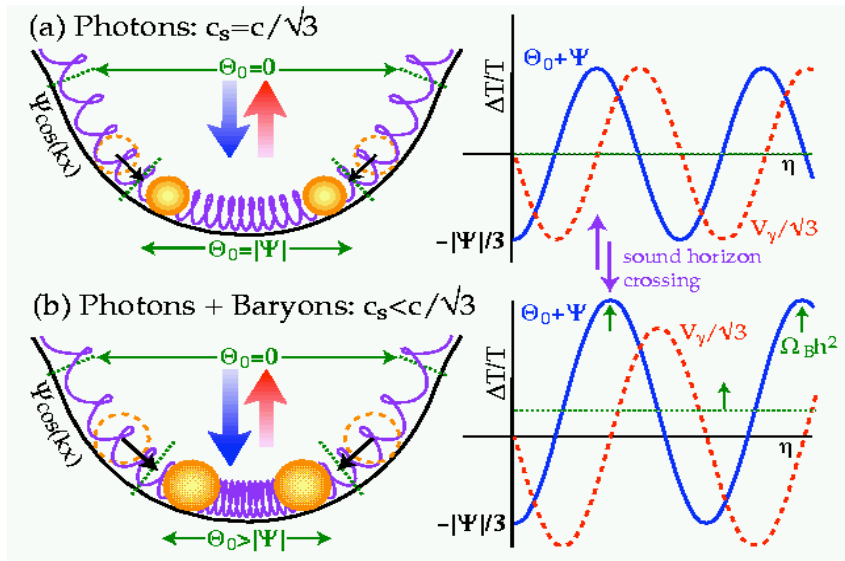 (a) Photons: cₛ=c/√3
Θ₀=0
Ψcos(kx)
Θ₀=|Ψ|
ΔT/T
Θ₀+Ψ
η
-|Ψ|/3
Vᵧ/√3
sound horizon
crossing
(b) Photons + Baryons: cₛ<c/√3
Θ₀=0
Ψcos(kx)
Θ₀>|Ψ|
ΔT/T
Θ₀+Ψ
Vᵧ/√3
Ω_Bh²
η
-|Ψ|/3